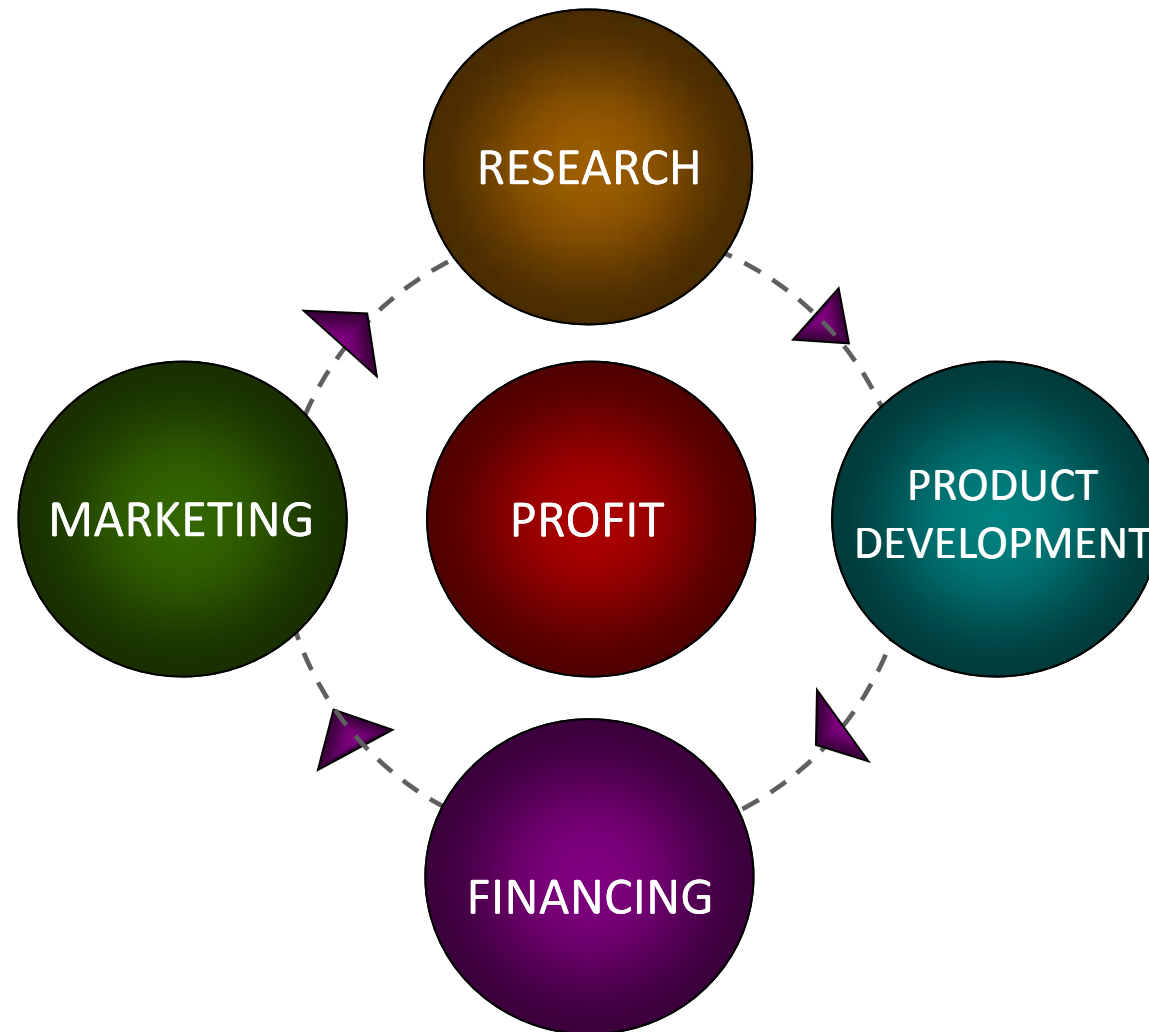 RESEARCH
MARKETING
PROFIT
PRODUCT
DEVELOPMENT
FINANCING